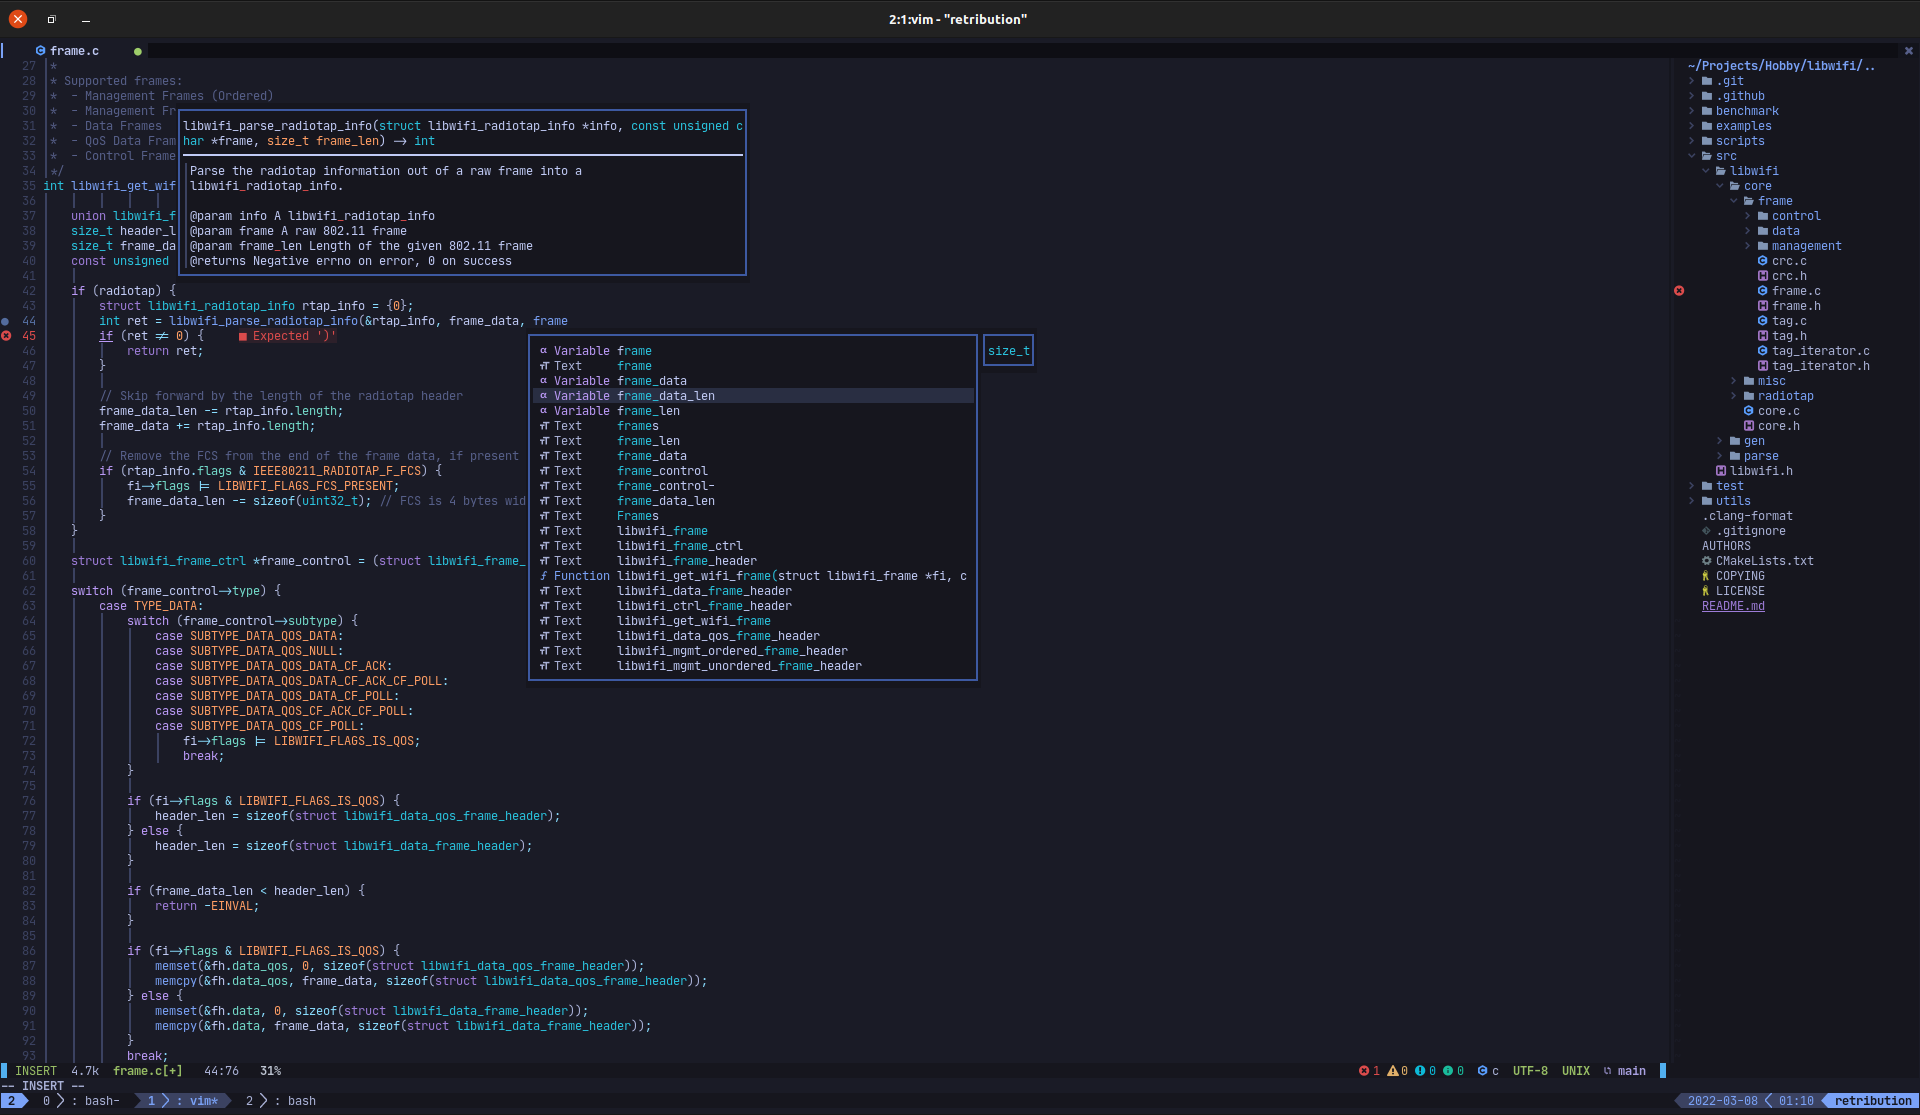 2:1:vim - "retribution"
frame.c
27 *
28 * Supported frames:
29 *  - Management Frames (Ordered)
30 *  - Management Fr
31 *  - Data Frames
32 *  - QoS Data Fram
33 *  - Control Frame
34 */
35 int libwifi_get_wif
36
37 union libwifi_f
38 size_t header_l
39 size_t frame_da
40 const unsigned
41
42 if (radiotap) {
43 struct libwifi_radiotap_info rtap_info = {0};
44 int ret = libwifi_parse_radiotap_info(&rtap_info, frame_data, frame
45 if (ret != 0) { ■ Expected ')'
46 return ret;
47 }
48
49 // Skip forward by the length of the radiotap header
50 frame_data_len -= rtap_info.length;
51 frame_data += rtap_info.length;
52
53 // Remove the FCS from the end of the frame data, if present
54 if (rtap_info.flags & IEEE80211_RADIOTAP_F_FCS) {
55 fi->flags |= LIBWIFI_FLAGS_FCS_PRESENT;
56 frame_data_len -= sizeof(uint32_t); // FCS is 4 bytes wid
57 }
58 }
59
60 struct libwifi_frame_ctrl *frame_control = (struct libwifi_frame_
61
62 switch (frame_control->type) {
63 case TYPE_DATA:
64 switch (frame_control->subtype) {
65 case SUBTYPE_DATA_QOS_DATA:
66 case SUBTYPE_DATA_QOS_NULL:
67 case SUBTYPE_DATA_QOS_DATA_CF_ACK:
68 case SUBTYPE_DATA_QOS_DATA_CF_ACK_CF_POLL:
69 case SUBTYPE_DATA_QOS_DATA_CF_POLL:
70 case SUBTYPE_DATA_QOS_CF_ACK_CF_POLL:
71 case SUBTYPE_DATA_QOS_CF_POLL:
72 fi->flags |= LIBWIFI_FLAGS_IS_QOS;
73 break;
74 }
75
76 if (fi->flags & LIBWIFI_FLAGS_IS_QOS) {
77 header_len = sizeof(struct libwifi_data_qos_frame_header);
78 } else {
79 header_len = sizeof(struct libwifi_data_frame_header);
80 }
81
82 if (frame_data_len < header_len) {
83 return -EINVAL;
84 }
85
86 if (fi->flags & LIBWIFI_FLAGS_IS_QOS) {
87 memset(&fh.data_qos, 0, sizeof(struct libwifi_data_qos_frame_header));
88 memcpy(&fh.data_qos, frame_data, sizeof(struct libwifi_data_qos_frame_header));
89 } else {
90 memset(&fh.data, 0, sizeof(struct libwifi_data_frame_header));
91 memcpy(&fh.data, frame_data, sizeof(struct libwifi_data_frame_header));
92 }
93 break;
libwifi_parse_radiotap_info(struct libwifi_radiotap_info *info, const unsigned c
har *frame, size_t frame_len) -> int
Parse the radiotap information out of a raw frame into a
libwifi_radiotap_info.
@param info A libwifi_radiotap_info
@param frame A raw 802.11 frame
@param frame_len Length of the given 802.11 frame
@returns Negative errno on error, 0 on success
α Variable frame
Text frame
α Variable frame_data
α Variable frame_data_len
α Variable frame_len
Text frames
Text frame_len
Text frame_data
Text frame_control
Text frame_control-
Text frame_data_len
Text Frames
Text libwifi_frame
Text libwifi_frame_ctrl
Text libwifi_frame_header
ƒ Function libwifi_get_wifi_frame(struct libwifi_frame *fi, c
Text libwifi_data_frame_header
Text libwifi_ctrl_frame_header
Text libwifi_get_wifi_frame
Text libwifi_data_qos_frame_header
Text libwifi_mgmt_ordered_frame_header
Text libwifi_mgmt_unordered_frame_header
size_t
~/Projects/Hobby/libwifi/..
.git
.github
benchmark
examples
scripts
src
libwifi
core
frame
control
data
management
crc.c
crc.h
frame.c
frame.h
tag.c
tag.h
tag_iterator.c
tag_iterator.h
misc
radiotap
core.c
core.h
gen
parse
libwifi.h
test
utils
.clang-format
.gitignore
AUTHORS
CMakeLists.txt
COPYING
LICENSE
README.md
INSERT 4.7k frame.c[+] 44:76 31% 1 0 0 0 c UTF-8 UNIX main
-- INSERT --
2 0 > : bash- 1 > : vim* 2 > : bash 2022-03-08 < 01:10 retribution